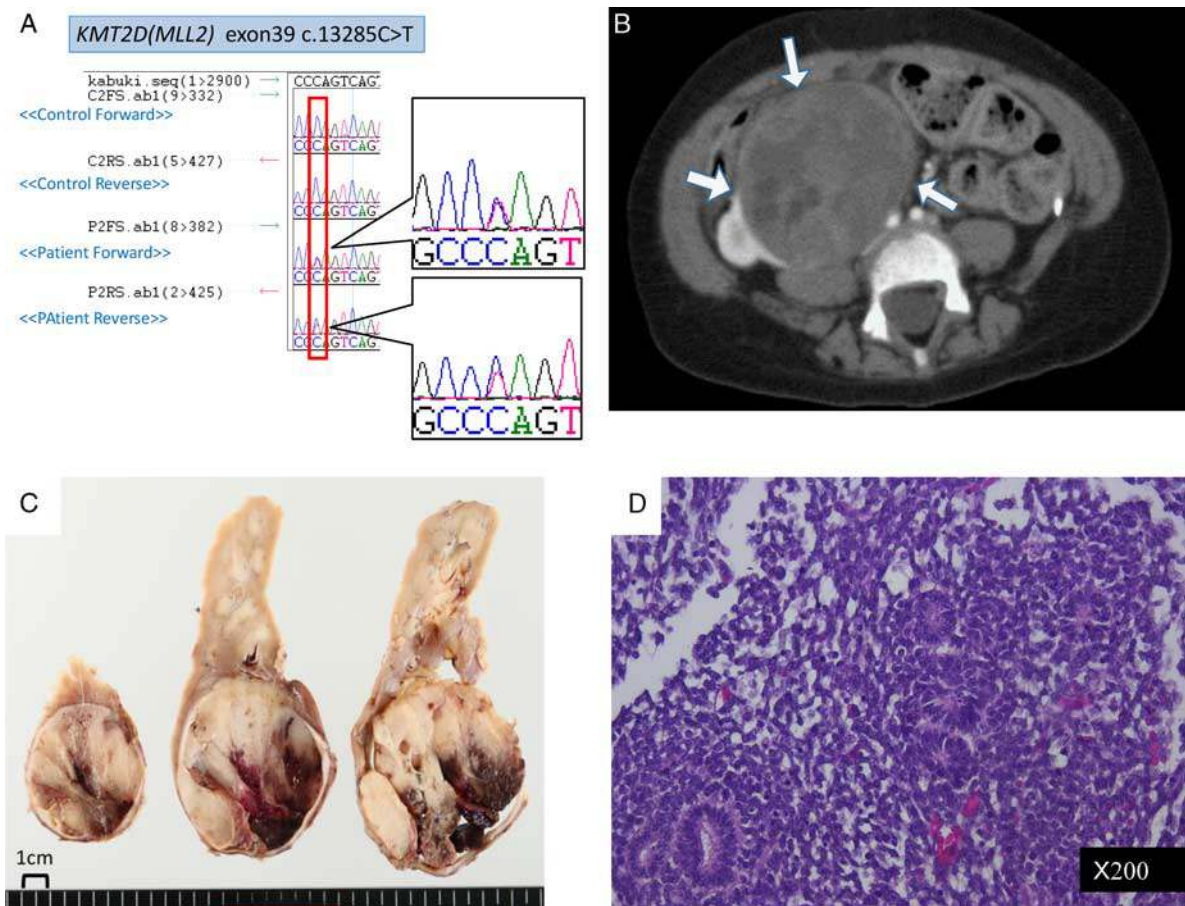 A
KMT2D(MLL2) exon39 c.13285C>T
kabuki.seq(1>2900) → CCCAGTCAGT
C2FS.ab1(9>332) →
<<Control Forward>>
CCCAGTCAG
C2RS.ab1(5>427) ←
<<Control Reverse>>
CCCAGTCAG
P2FS.ab1(8>382) →
<<Patient Forward>>
CCCAGTCAG
P2RS.ab1(2>425) ←
<<PAtient Reverse>>
CCCAGTCAG
GCCCAGT
GCCCAGT
B
C
1cm
D
X200